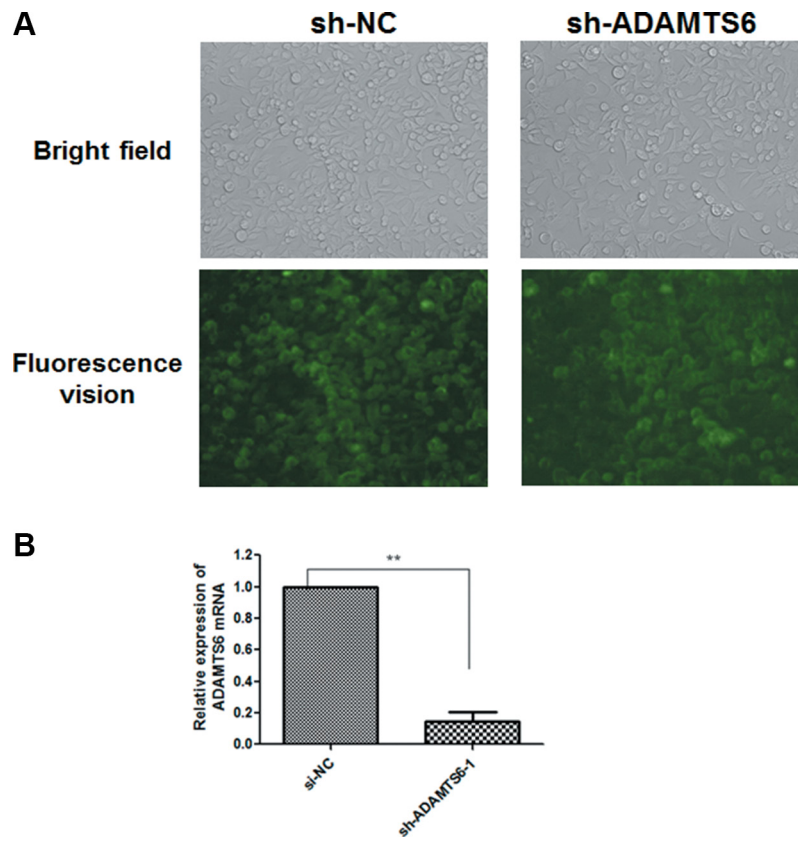 A
sh-NC
sh-ADAMTS6
Bright field
Fluorescence
vision
B
Relative expression of
ADAMTS6 mRNA
1.2
1.0
0.8
0.6
0.4
0.2
0.0
**
si-NC
sh-ADAMTS6-1